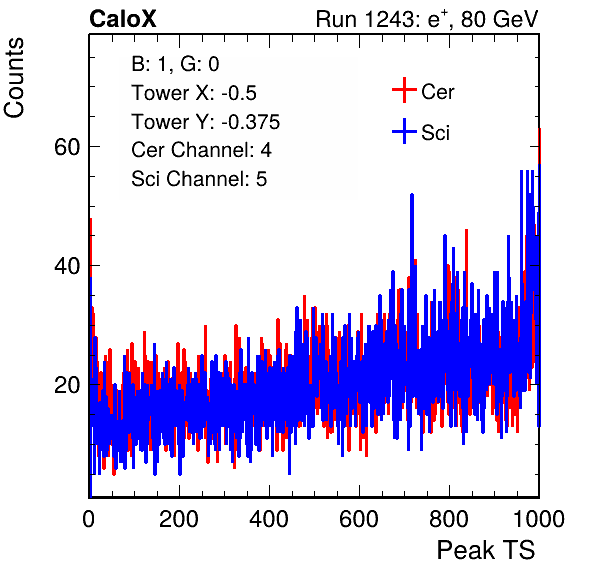 CaloX Run 1243: e+, 80 GeV
Counts
B: 1, G: 0
Tower X: -0.5
Tower Y: -0.375
Cer Channel: 4
Sci Channel: 5
Cer
Sci
60
40
20
0 200 400 600 800 1000
Peak TS